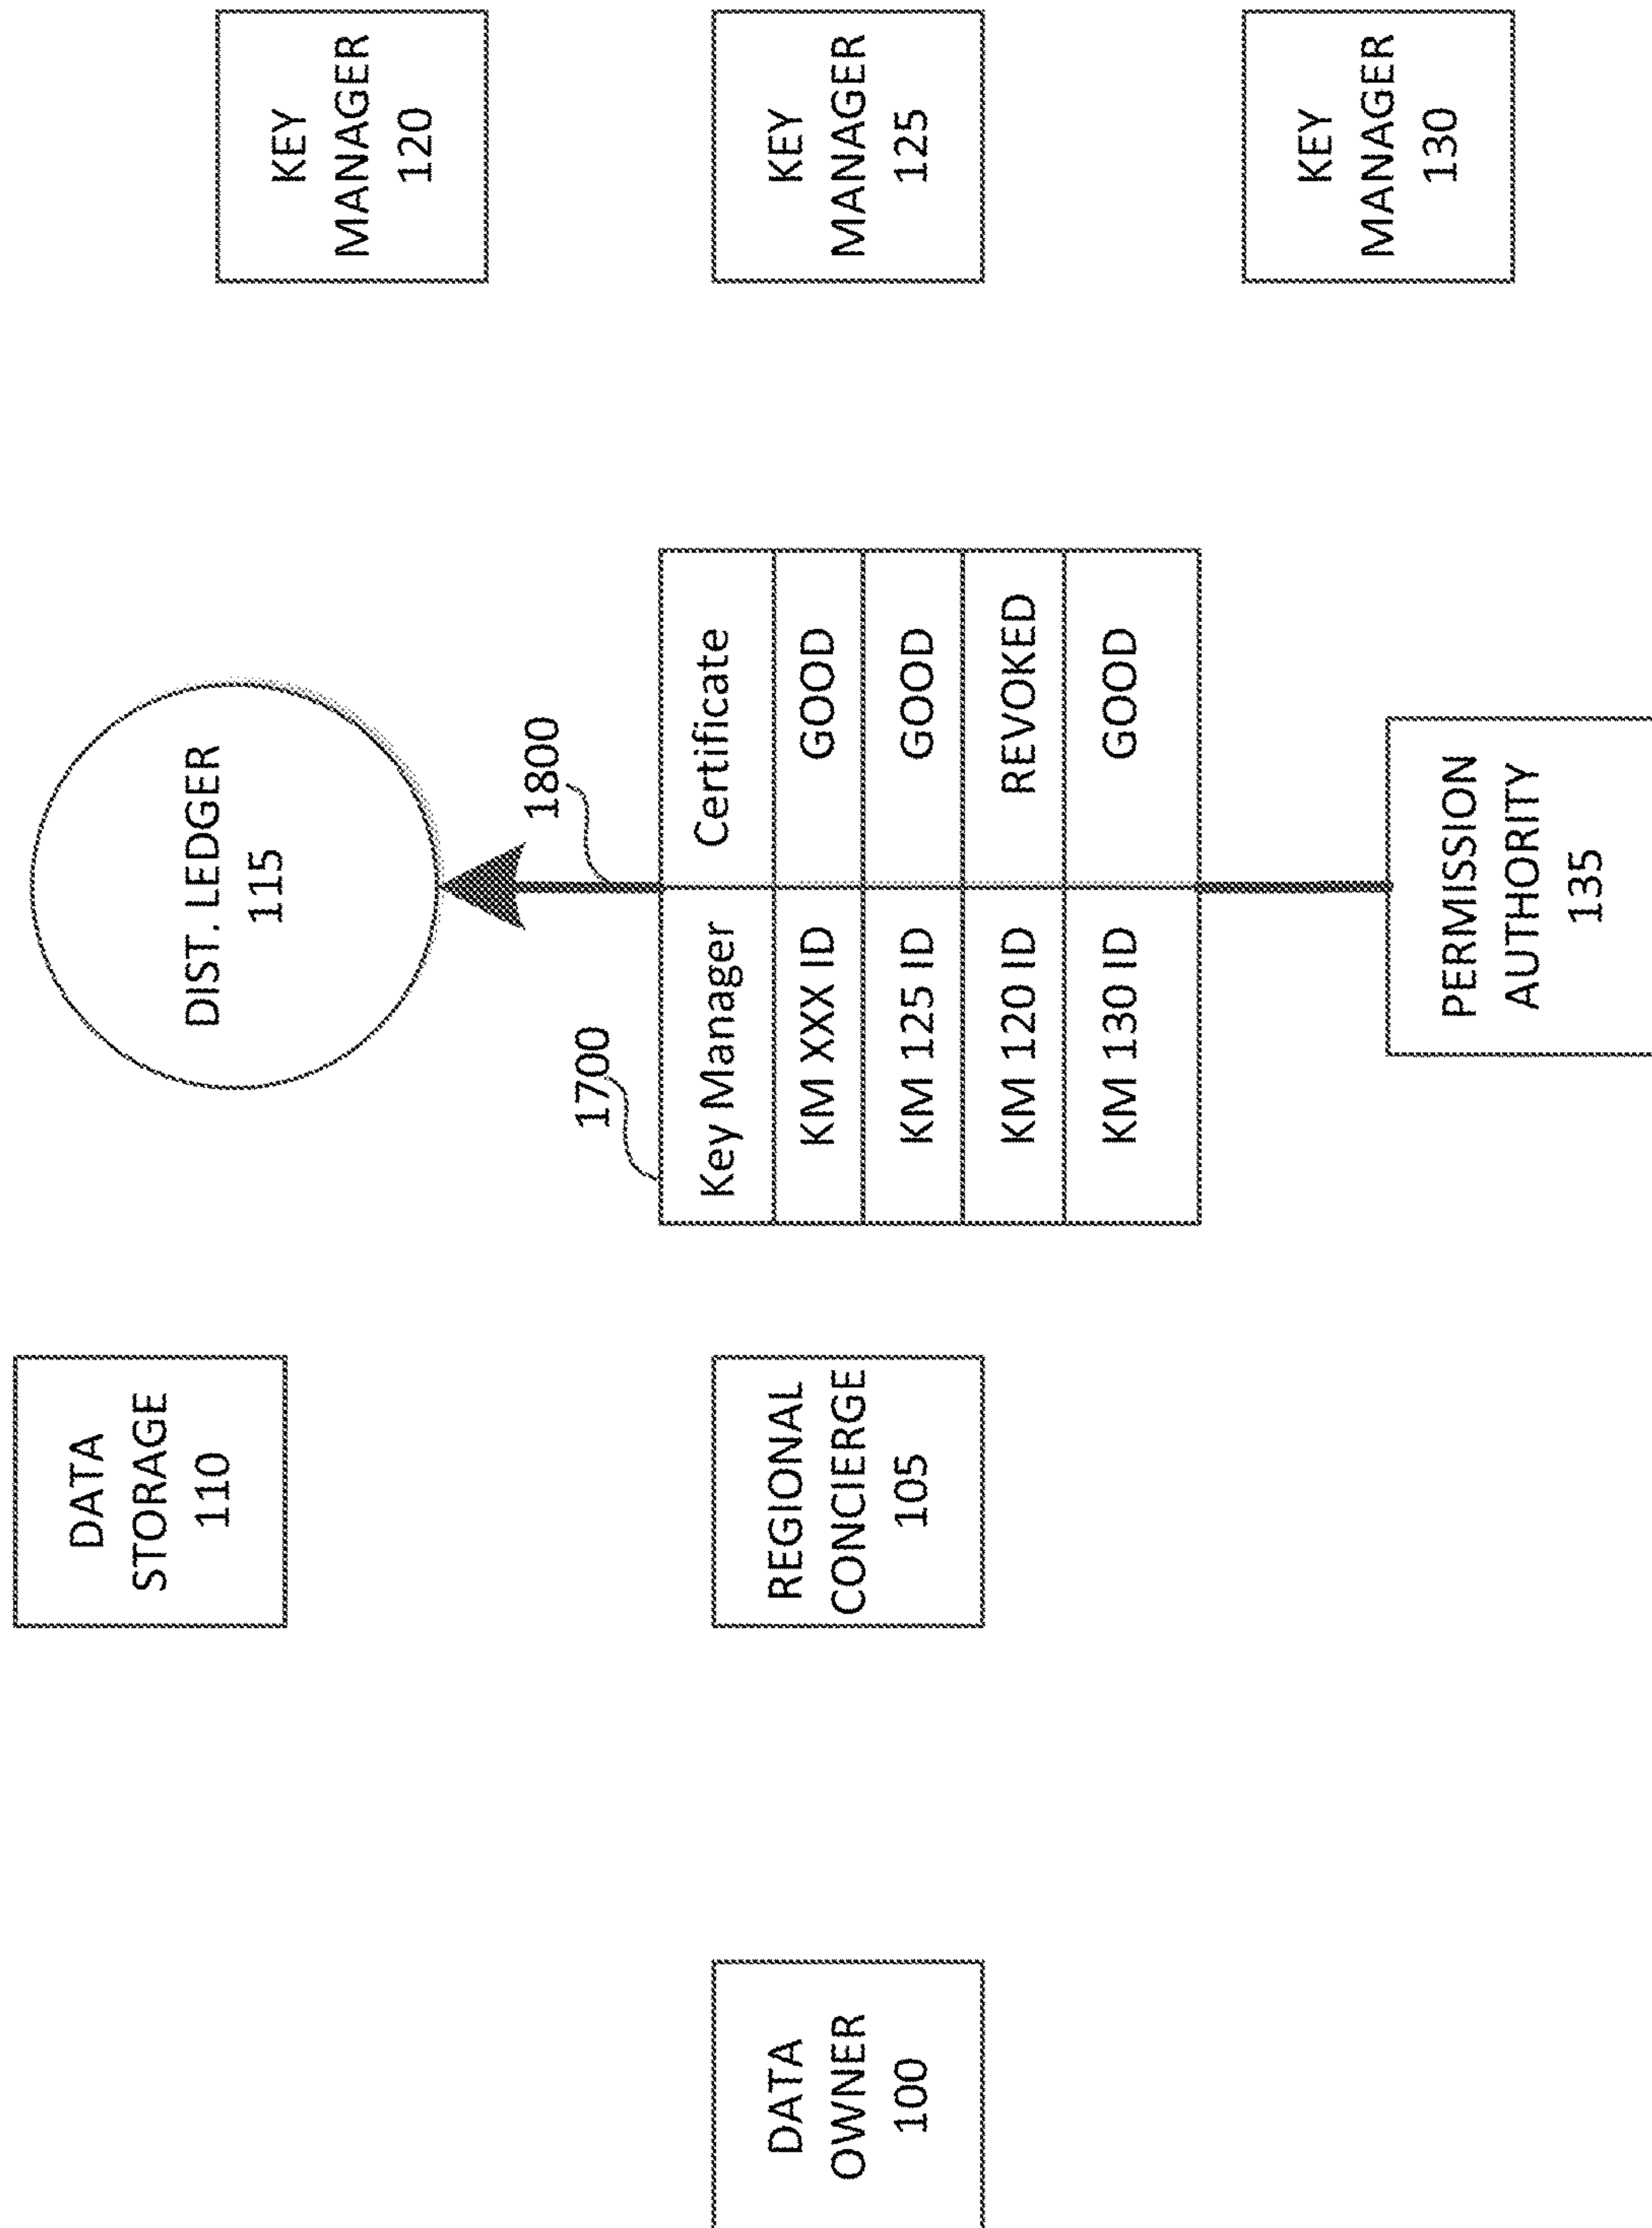 DATA
STORAGE
110
DIST. LEDGER
115
KEY
MANAGER
120
1800
1700
DATA
OWNER
100
REGIONAL
CONCIERGE
105
Key Manager Certificate
KM XXX ID GOOD
KM 125 ID GOOD
KM 120 ID REVOKED
KM 130 ID GOOD
KEY
MANAGER
125
KEY
MANAGER
130
PERMISSION
AUTHORITY
135